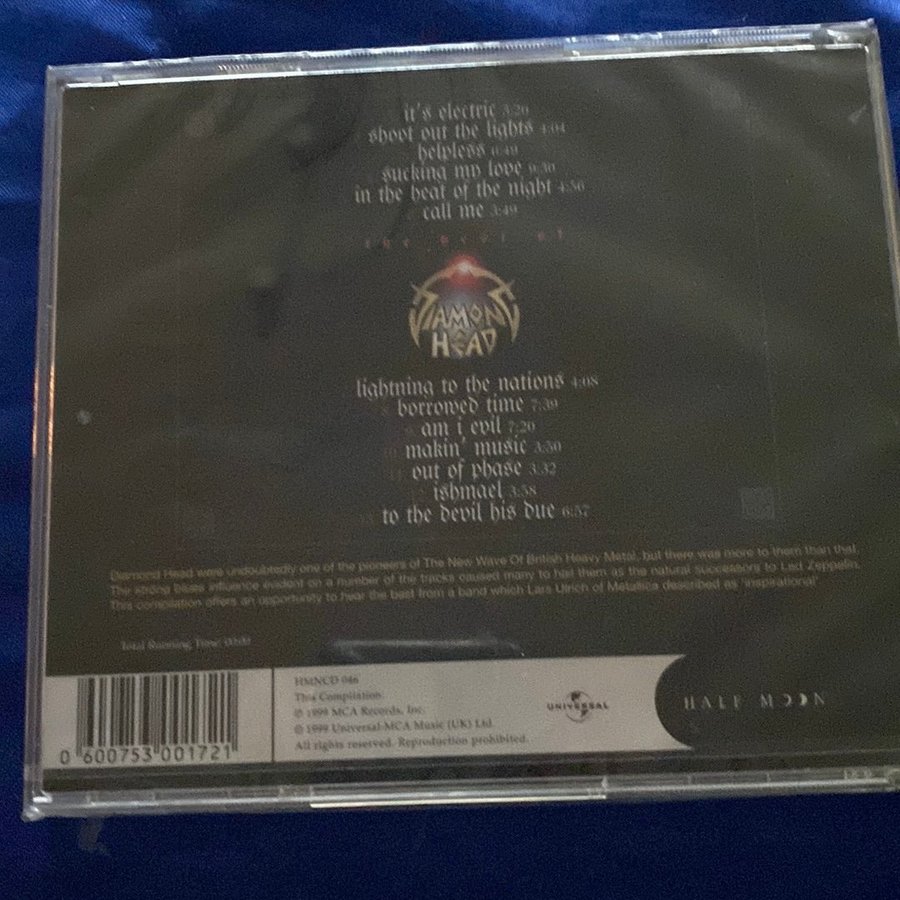 it's electric 3:20
shoot out the lights 4:04
helpless 6:49
sucking my love 9:30
in the heat of the night 4:56
call me 3:49
the best of
DIAMOND
HEAD
lightning to the nations 4:08
borrowed time 7:39
am i evil 7:20
makin' music 3:30
out of phase 3:32
ishmael 3:58
to the devil his due 6:57
Diamond Head were undoubtedly one of the pioneers of The New Wave Of British Heavy Metal, but there was more to them than that.
The strong blues influence evident on a number of the tracks caused many to hail them as the natural successors to Led Zeppelin.
This compilation offers an opportunity to hear the best from a band which Lars Ulrich of Metallica described as 'inspirational'
Total Running Time:
0 600753 001721
HMNCD 046
This Compilation
℗ 1999 MCA Records, Inc.
© 1999 Universal-MCA Music (UK) Ltd.
All rights reserved. Reproduction prohibited.
UNIVERSAL
HALF MOON